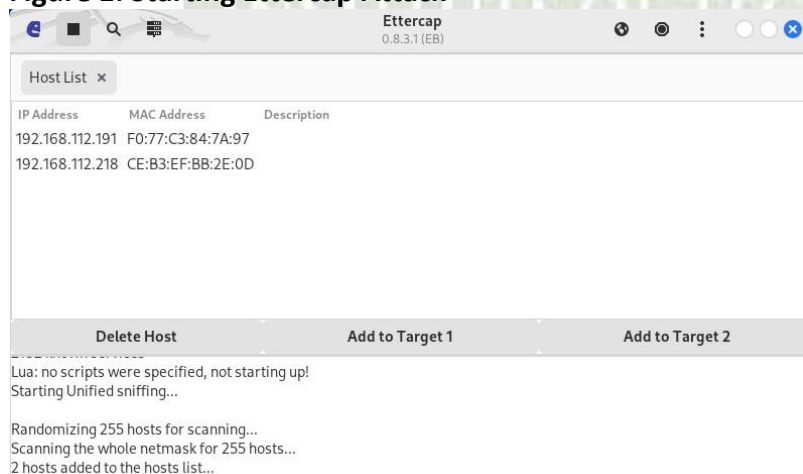 Figure 2: Starting Ettercap Attack
Ettercap
0.8.3.1 (EB)
Host List ×
IP Address MAC Address Description
192.168.112.191 F0:77:C3:84:7A:97
192.168.112.218 CE:B3:EF:BB:2E:0D
Delete Host Add to Target 1 Add to Target 2
Lua: no scripts were specified, not starting up!
Starting Unified sniffing...
Randomizing 255 hosts for scanning...
Scanning the whole netmask for 255 hosts...
2 hosts added to the hosts list...